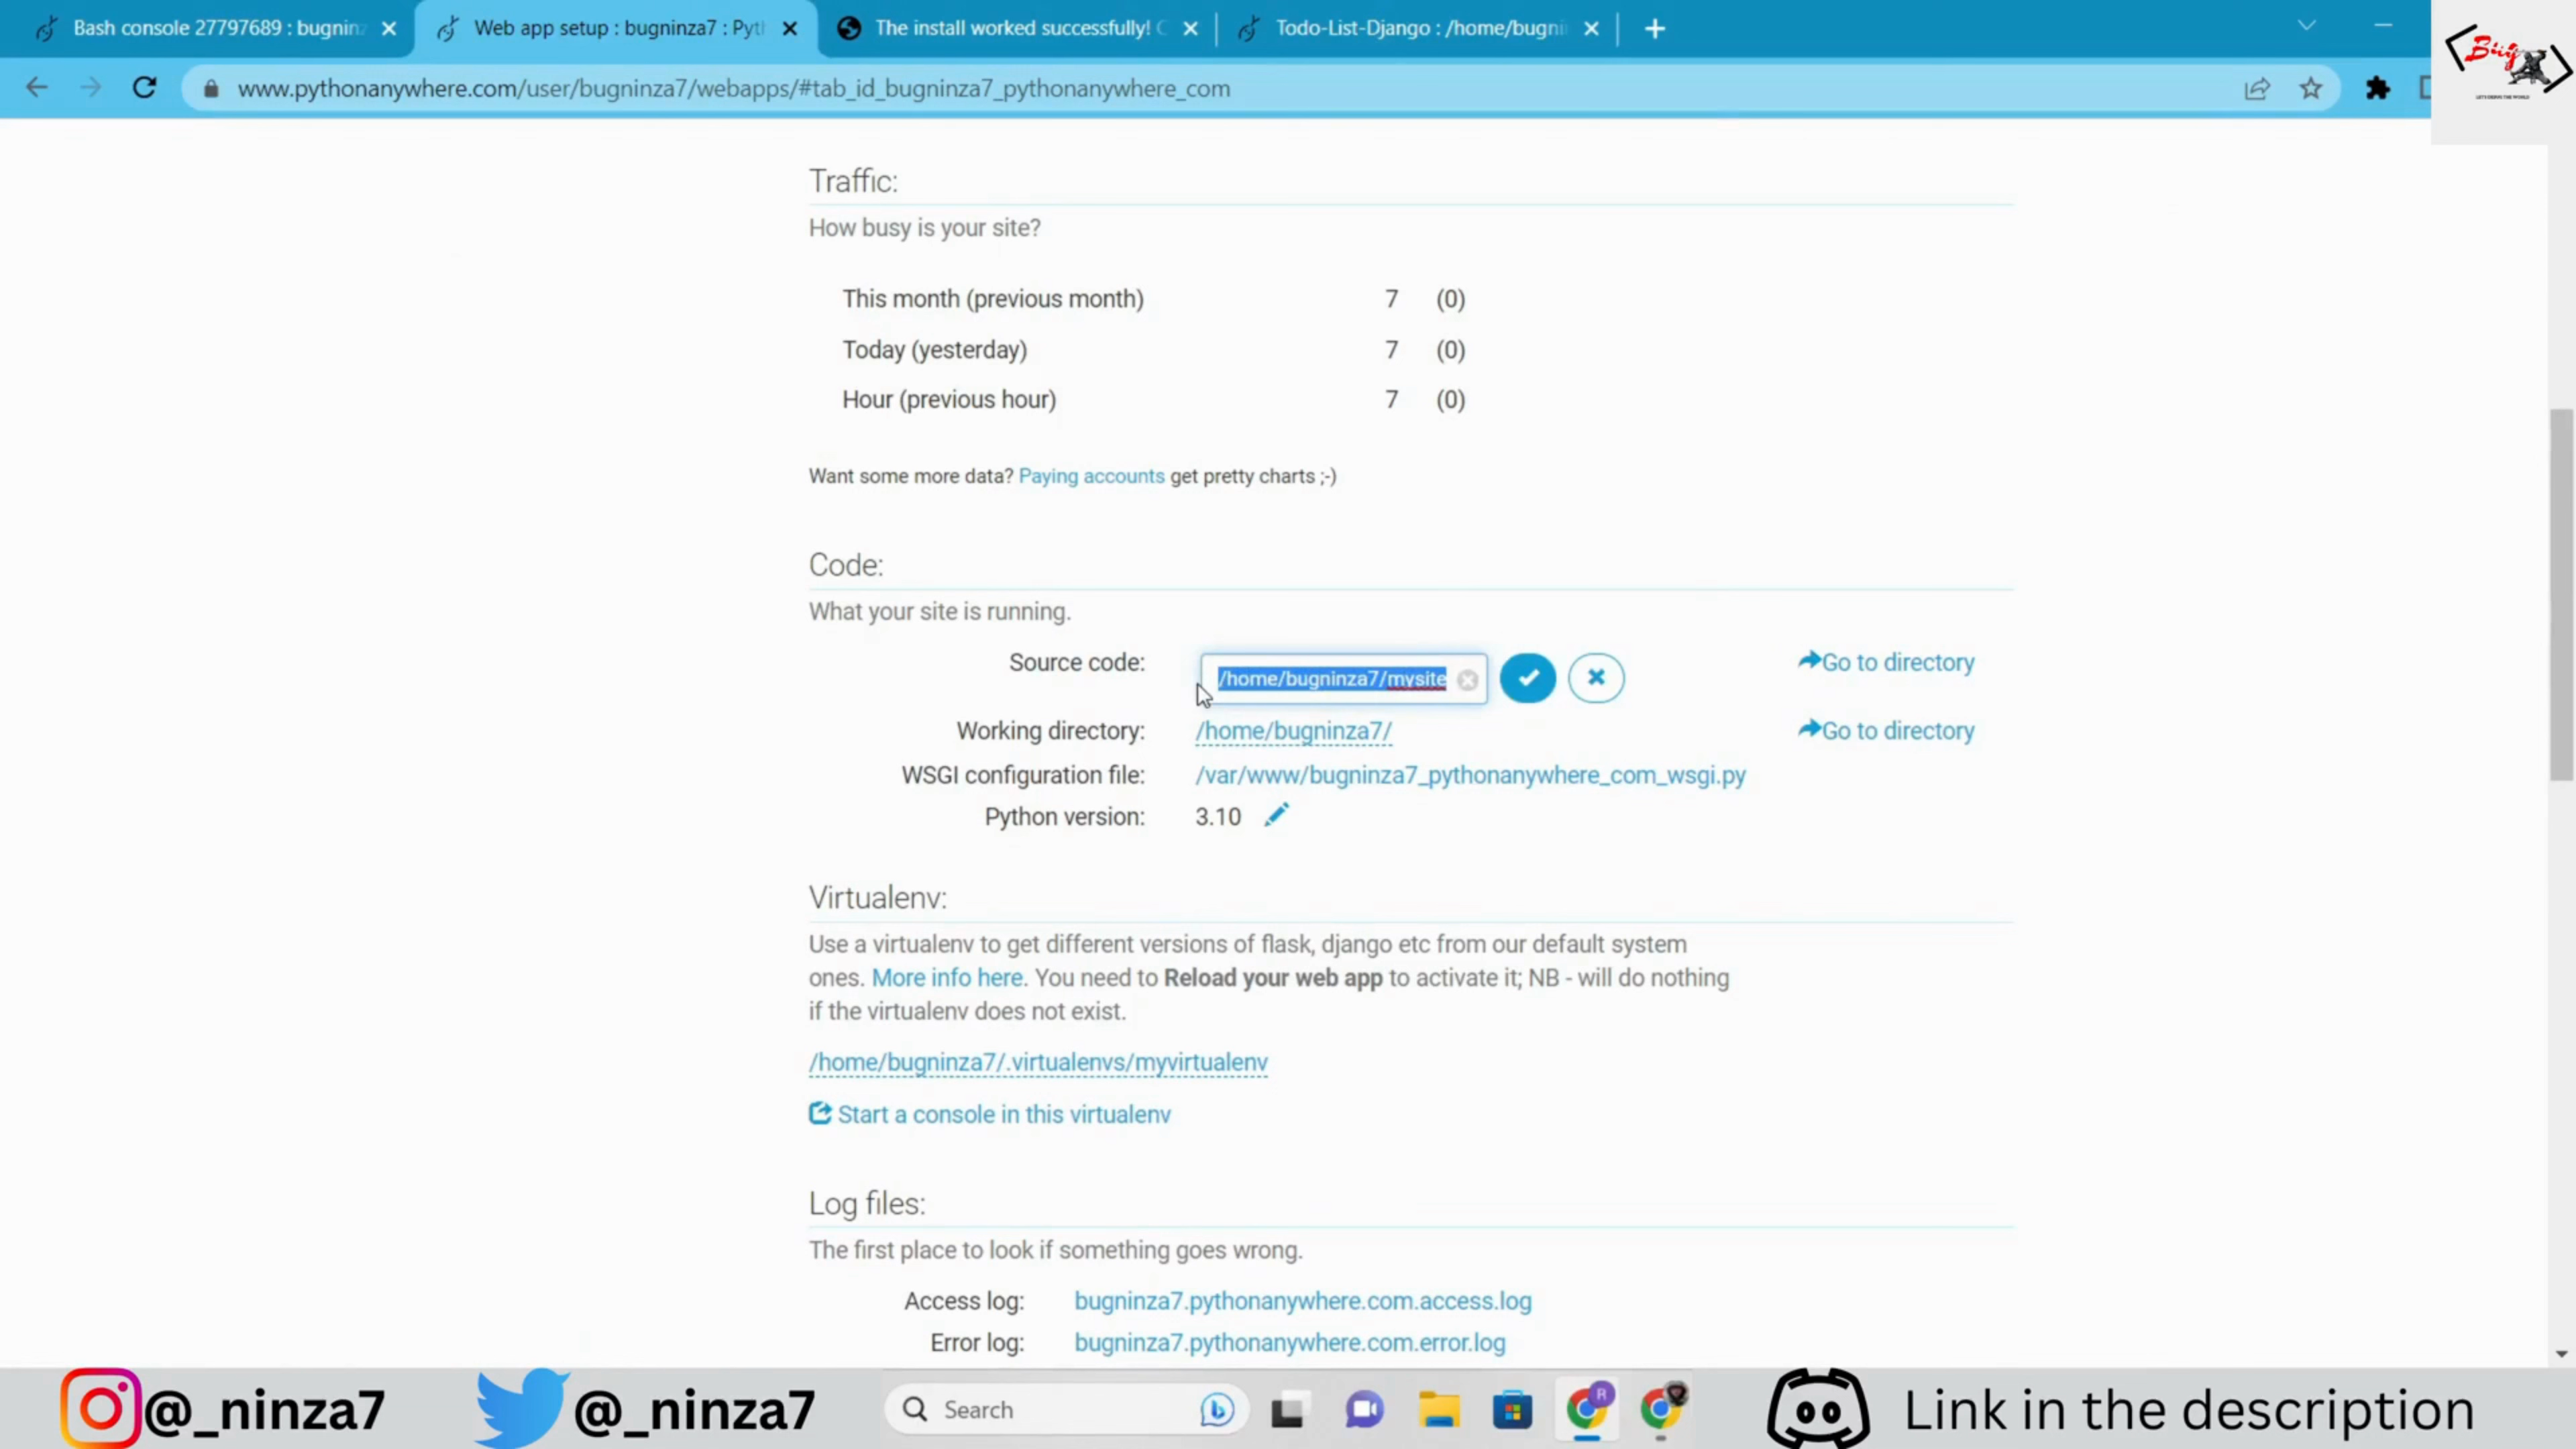 Bash console 27797689 : bugninz
Web app setup : bugninza7 : Pyth
The install worked successfully! C
Todo-List-Django : /home/bugni
www.pythonanywhere.com/user/bugninza7/webapps/#tab_id_bugninza7_pythonanywhere_com
Bug
Traffic:
How busy is your site?
This month (previous month) 7 (0)
Today (yesterday) 7 (0)
Hour (previous hour) 7 (0)
Want some more data? Paying accounts get pretty charts ;-)
Code:
What your site is running.
Source code: /home/bugninza7/mysite Go to directory
Working directory: /home/bugninza7/ Go to directory
WSGI configuration file: /var/www/bugninza7_pythonanywhere_com_wsgi.py
Python version: 3.10
Virtualenv:
Use a virtualenv to get different versions of flask, django etc from our default system
ones. More info here. You need to Reload your web app to activate it; NB - will do nothing
if the virtualenv does not exist.
/home/bugninza7/.virtualenvs/myvirtualenv
Start a console in this virtualenv
Log files:
The first place to look if something goes wrong.
Access log: bugninza7.pythonanywhere.com.access.log
Error log: bugninza7.pythonanywhere.com.error.log
@_ninza7
@_ninza7
Search
R
Link in the description